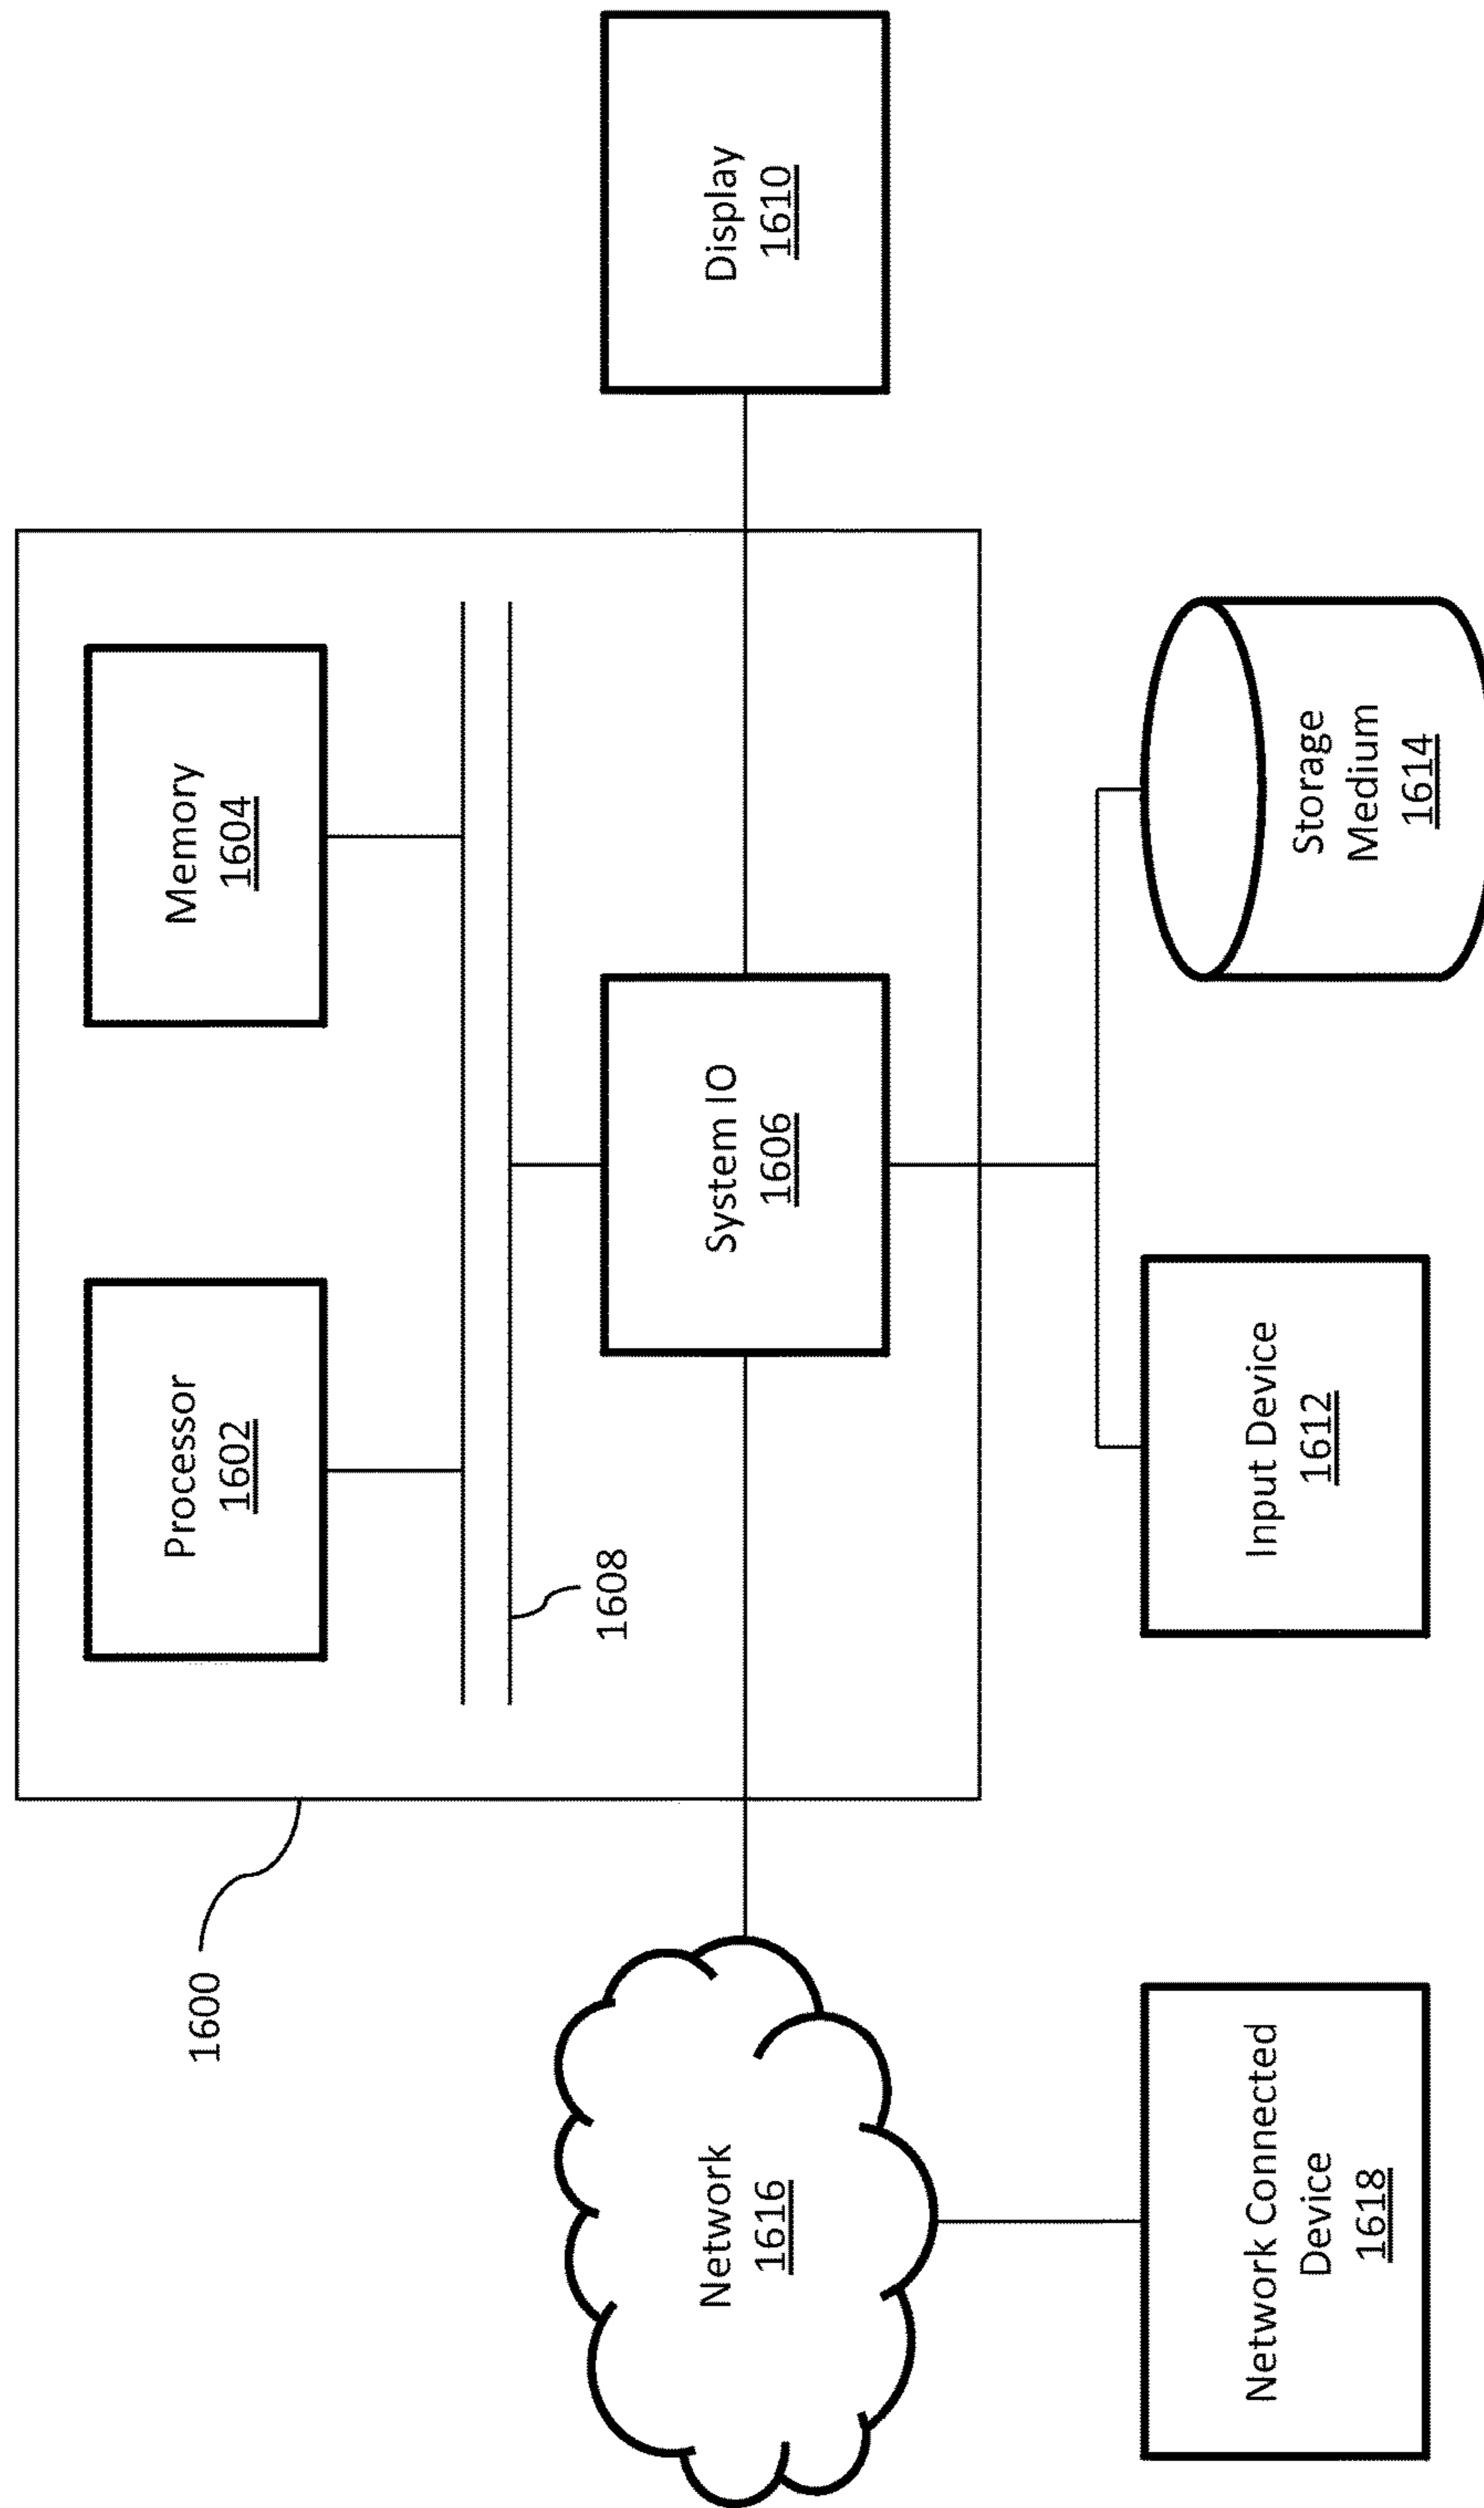 1600
Processor
1602
Memory
1604
1608
Network
1616
System IO
1606
Display
1610
Network Connected
Device
1618
Input Device
1612
Storage
Medium
1614